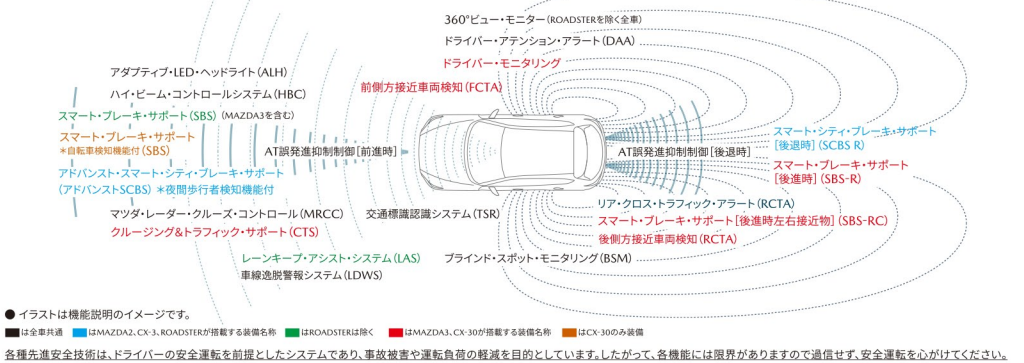 360°ビュー・モニター(ROADSTERを除く全車)
ドライバー・アテンション・アラート(DAA)
ドライバー・モニタリング
前側方接近車両検知(FCTA)
アダプティブ・LED・ヘッドライト(ALH)
ハイ・ビーム・コントロールシステム(HBC)
スマート・ブレーキ・サポート(SBS) (MAZDA3を含む)
スマート・ブレーキ・サポート
*自転車検知機能付(SBS)
アドバンスト・スマート・シティ・ブレーキ・サポート
(アドバンストSCBS) *夜間歩行者検知機能付
マツダ・レーダー・クルーズ・コントロール(MRCC)
クルージング&トラフィック・サポート(CTS)
レーンキープ・アシスト・システム(LAS)
車線逸脱警報システム(LDWS)
AT誤発進抑制制御[前進時]
交通標識認識システム(TSR)
AT誤発進抑制制御[後退時]
スマート・シティ・ブレーキ・サポート
[後退時](SCBS R)
スマート・ブレーキ・サポート
[後進時](SBS-R)
リア・クロス・トラフィック・アラート(RCTA)
スマート・ブレーキ・サポート[後進時左右接近物](SBS-RC)
後側方接近車両検知(RCTA)
ブラインド・スポット・モニタリング(BSM)
● イラストは機能説明のイメージです。
■は全車共通 ■はMAZDA2、CX-3、ROADSTERが搭載する装備名称 ■はROADSTERは除く ■はMAZDA3、CX-30が搭載する装備名称 ■はCX-30のみ装備
各種先進安全技術は、ドライバーの安全運転を前提としたシステムであり、事故被害や運転負荷の軽減を目的としています。したがって、各機能には限界がありますので過信せず、安全運転を心がけてください。